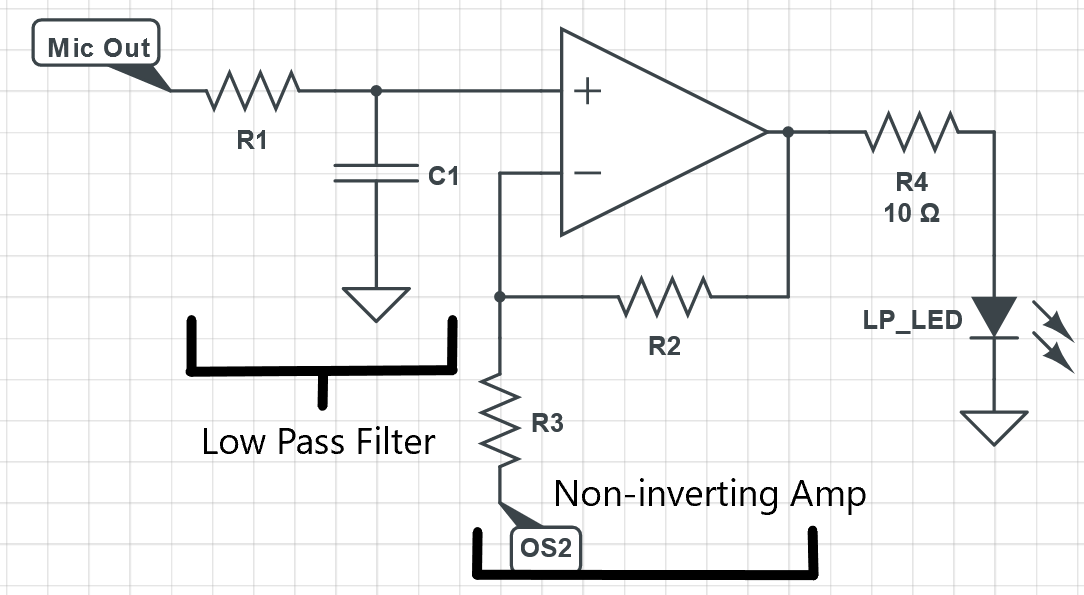 Mic Out
R1
C1
+
−
R4
10 Ω
R2
LP_LED
R3
Low Pass Filter
Non-inverting Amp
OS2